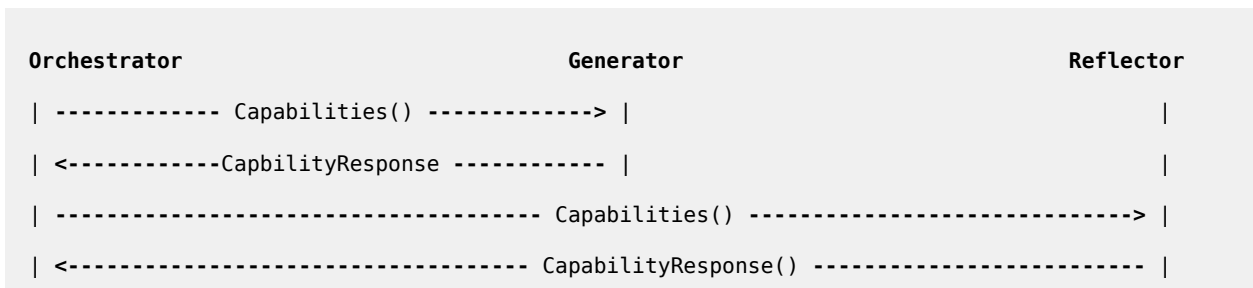 Orchestrator Generator Reflector
| ------------- Capabilities() -------------> | |
| <------------CapbilityResponse ------------ | |
| -------------------------------------- Capabilities() ------------------------------> |
| <------------------------------------ CapabilityResponse() -------------------------- |